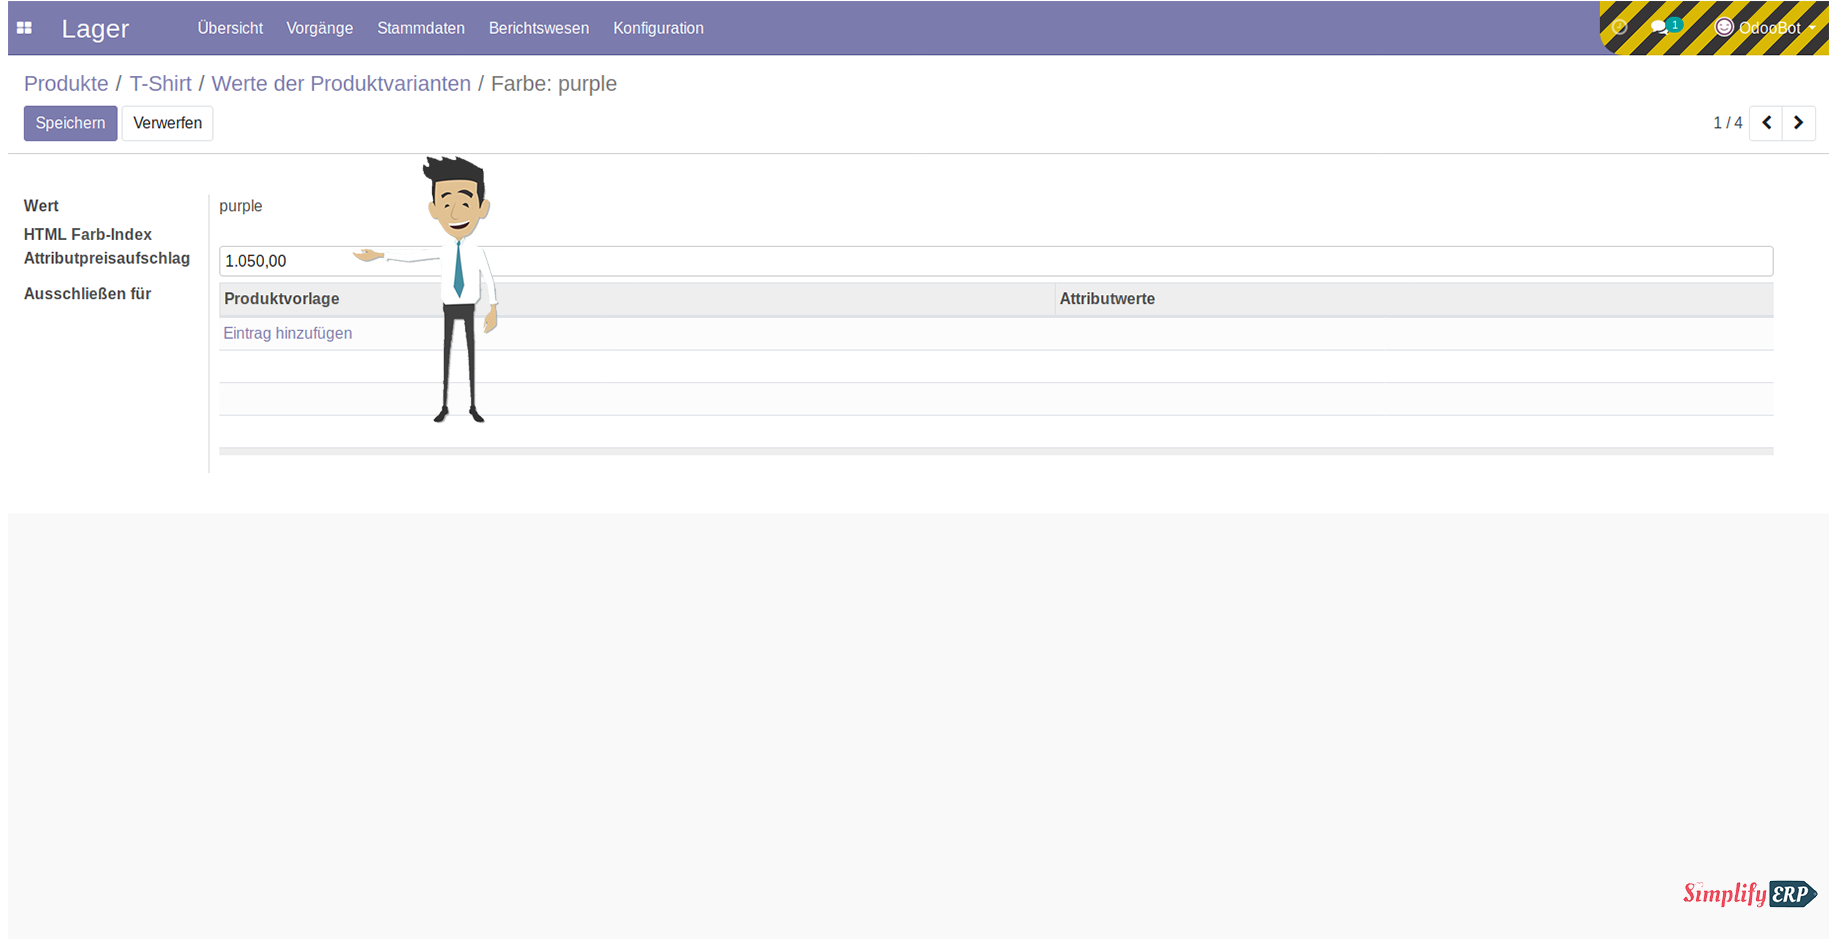 Lager Übersicht Vorgänge Stammdaten Berichtswesen Konfiguration 1 OdooBot
Produkte / T-Shirt / Werte der Produktvarianten / Farbe: purple
Speichern Verwerfen 1 / 4
Wert purple
HTML Farb-Index
Attributpreisaufschlag 1.050,00
Ausschließen für Produktvorlage Attributwerte
Eintrag hinzufügen
Simplify ERP